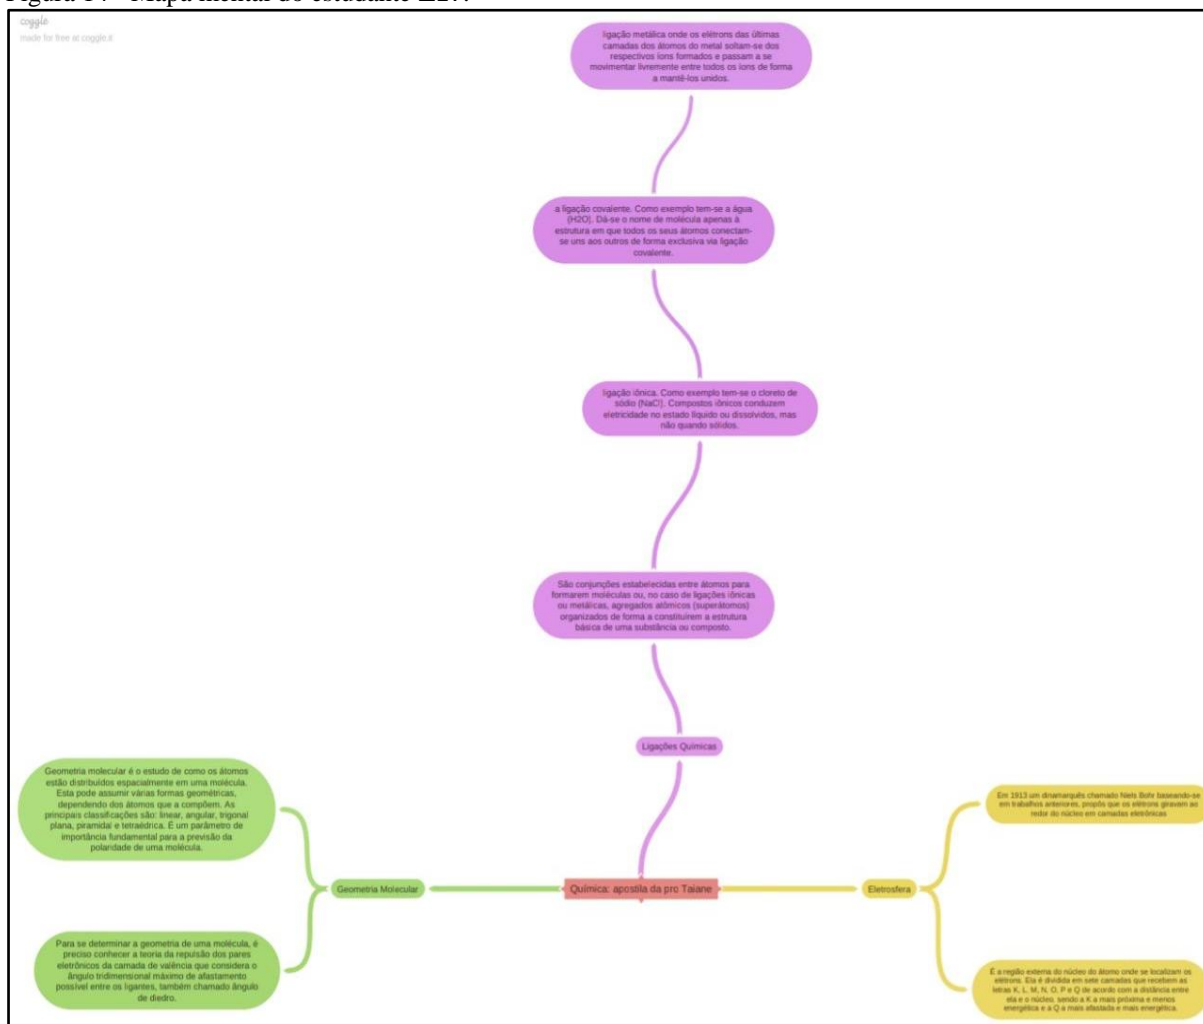 coggle
made for free at coggle.it
ligação metálica onde os elétrons das últimas
camadas dos átomos do metal soltam-se dos
respectivos íons formados e passam a se
movimentar livremente entre todos os íons de forma
a mantê-los unidos.
a ligação covalente. Como exemplo tem-se a água
(H2O]. Dá-se o nome de molécula apenas à
estrutura em que todos os seus átomos conectam-
se uns aos outros de forma exclusiva via ligação
covalente.
ligação iônica. Como exemplo tem-se o cloreto de
sódio (NaCl]. Compostos iônicos conduzem
eletricidade no estado líquido ou dissolvidos, mas
não quando sólidos.
São conjunções estabelecidas entre átomos para
formarem moléculas ou, no caso de ligações iônicas
ou metálicas, agregados atômicos (superátomos)
organizados de forma a constituírem a estrutura
básica de uma substância ou composto.
Ligações Químicas
Geometria molecular é o estudo de como os átomos
estão distribuídos espacialmente em uma molécula.
Esta pode assumir várias formas geométricas,
dependendo dos átomos que a compõem. As
principais classificações são: linear, angular, trigonal
plana, piramidal e tetraédrica. É um parâmetro de
importância fundamental para a previsão da
polaridade de uma molécula.
Em 1913 um dinamarquês chamado Niels Bohr baseando-se
em trabalhos anteriores, propôs que os elétrons giravam ao
redor do núcleo em camadas eletrônicas
Geometria Molecular
Química: apostila da pro Taiane
Eletrosfera
Para se determinar a geometria de uma molécula, é
preciso conhecer a teoria da repulsão dos pares
eletrônicos da camada de valência que considera o
ângulo tridimensional máximo de afastamento
possível entre os ligantes, também chamado ângulo
de diedro.
É a região externa do núcleo do átomo onde se localizam os
elétrons. Ela é dividida em sete camadas que recebem as
letras K, L, M, N, O, P e Q de acordo com a distância entre
ela e o núcleo, sendo a K a mais próxima e menos
energética e a Q a mais afastada e mais energética.